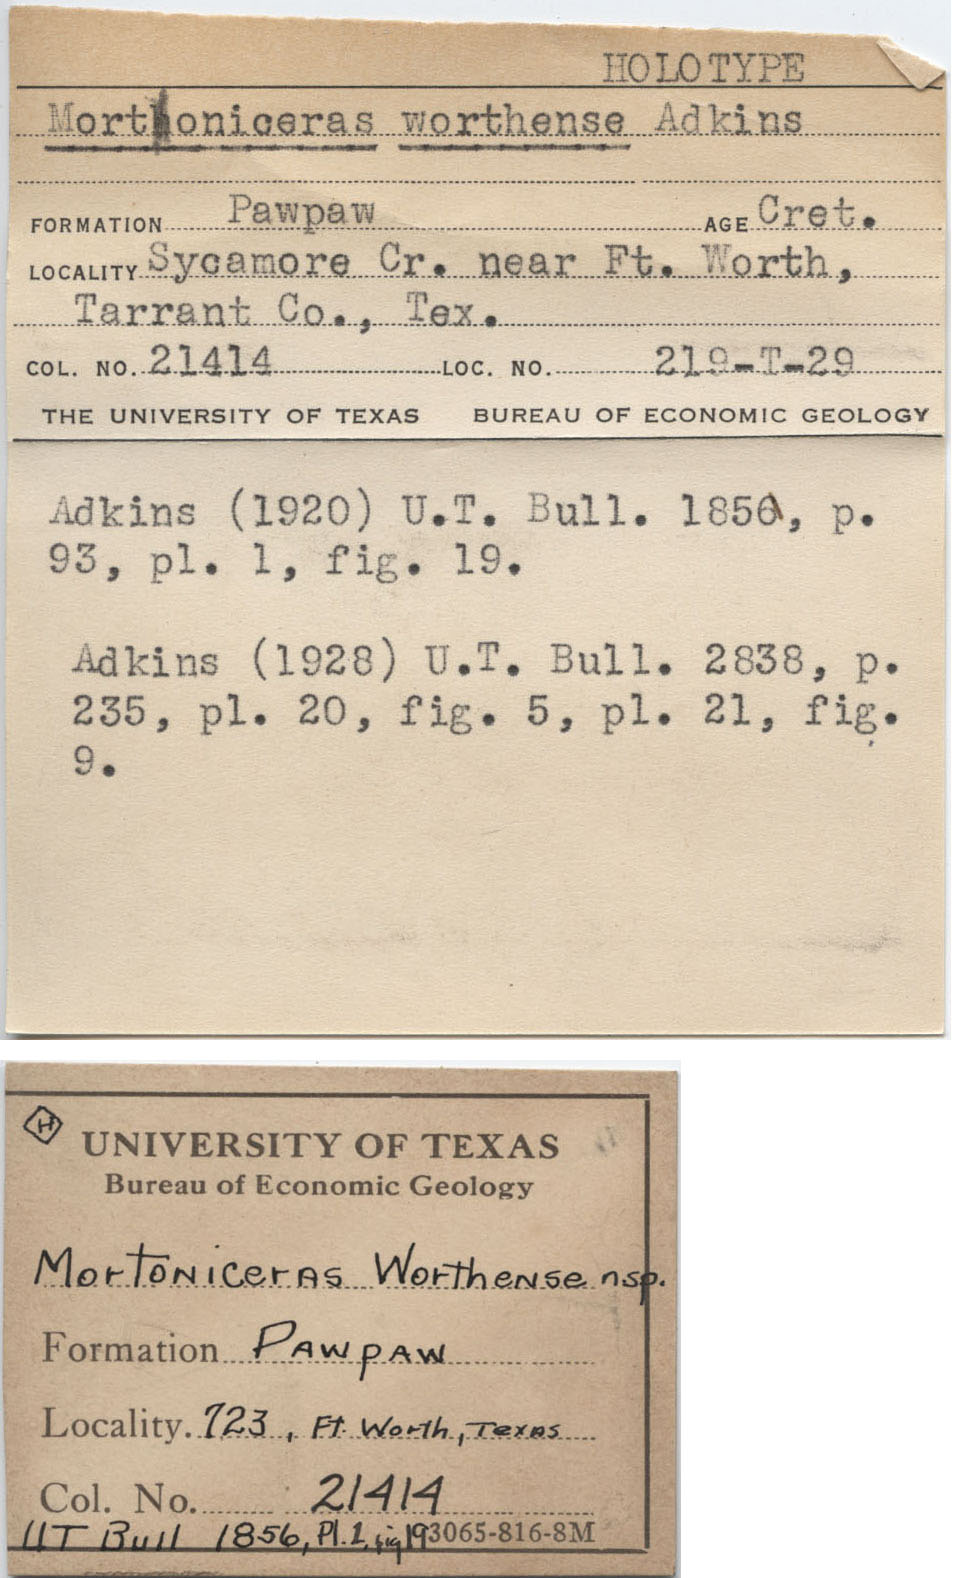 HOLOTYPE
Mortoniceras worthense Adkins
FORMATION Pawpaw AGE Cret.
LOCALITY Sycamore Cr. near Ft. Worth,
Tarrant Co., Tex.
COL. NO. 21414 LOC. NO. 219-T-29
THE UNIVERSITY OF TEXAS BUREAU OF ECONOMIC GEOLOGY
Adkins (1920) U.T. Bull. 1856, p.
93, pl. 1, fig. 19.
Adkins (1928) U.T. Bull. 2838, p.
235, pl. 20, fig. 5, pl. 21, fig.
9.
H
UNIVERSITY OF TEXAS
Bureau of Economic Geology
Mortoniceras Worthense nsp.
Formation Pawpaw
Locality. 723, Ft. Worth, Texas
Col. No. 21414
UT Bull 1856, Pl. 1, fig 19 3065-816-8M